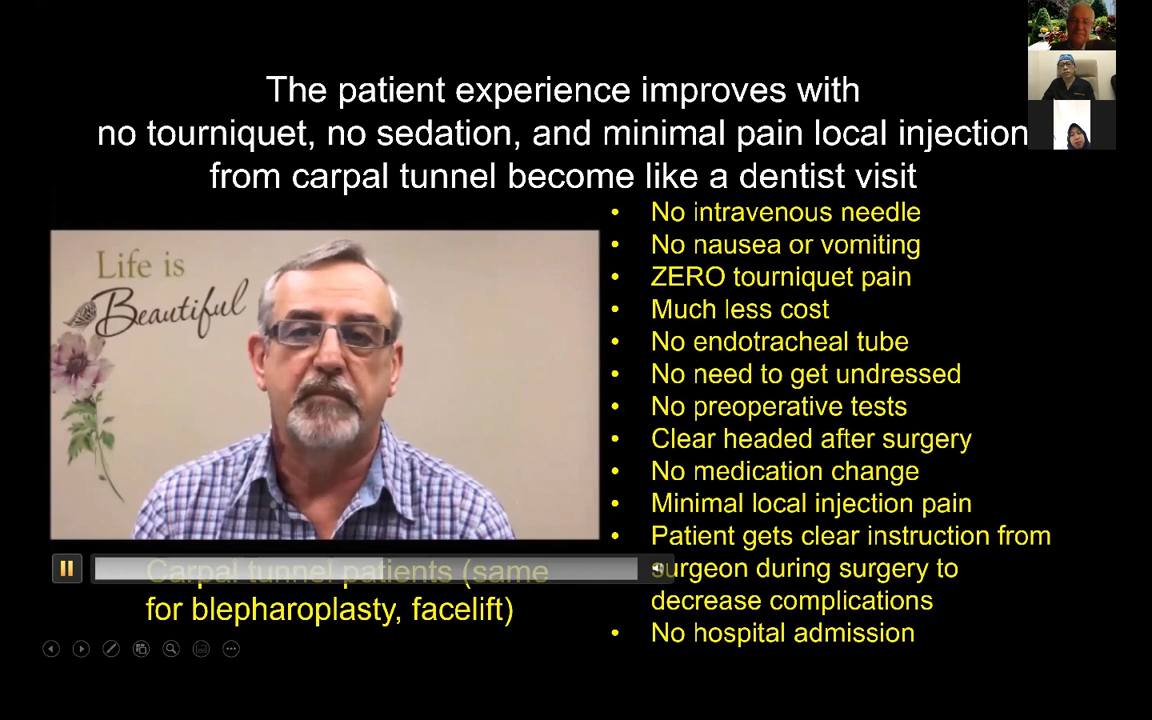 The patient experience improves with
no tourniquet, no sedation, and minimal pain local injection
from carpal tunnel become like a dentist visit
Life is
Beautiful
• No intravenous needle
• No nausea or vomiting
• ZERO tourniquet pain
• Much less cost
• No endotracheal tube
• No need to get undressed
• No preoperative tests
• Clear headed after surgery
• No medication change
• Minimal local injection pain
• Patient gets clear instruction from
surgeon during surgery to
decrease complications
• No hospital admission
Carpal tunnel patients (same
for blepharoplasty, facelift)